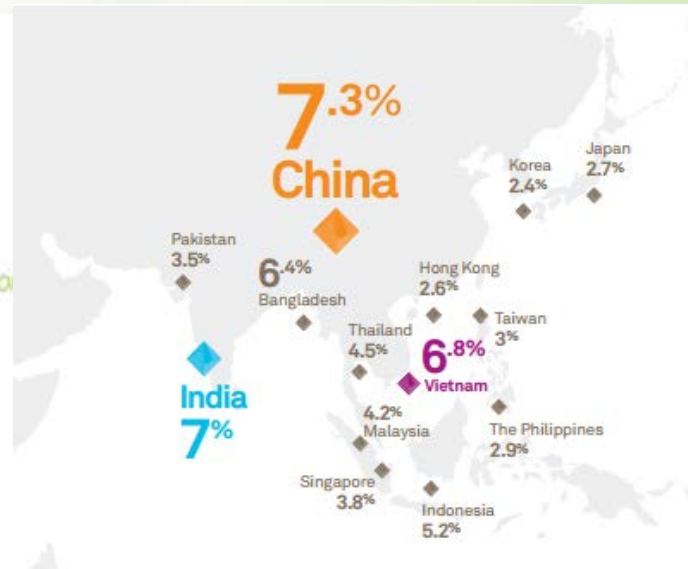 7.3%
China
Korea
2.4%
Japan
2.7%
Pakistan
3.5%
6.4%
Bangladesh
Hong Kong
2.6%
Taiwan
3%
Thailand
4.5%
6.8%
Vietnam
India
7%
4.2%
Malaysia
The Philippines
2.9%
Singapore
3.8%
Indonesia
5.2%